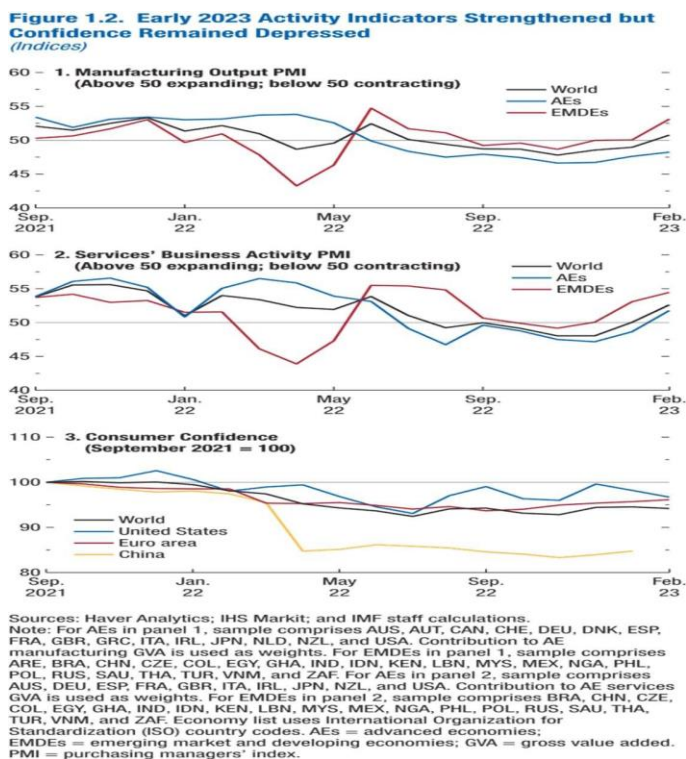 Figure 1.2. Early 2023 Activity Indicators Strengthened but
Confidence Remained Depressed
(Indices)
60
1. Manufacturing Output PMI
(Above 50 expanding; below 50 contracting)
World
AEs
EMDEs
55
50
45
40
Sep.
2021
Jan.
22
May
22
Sep.
22
Feb.
23
60
2. Services' Business Activity PMI
(Above 50 expanding; below 50 contracting)
World
AEs
EMDEs
55
50
45
40
Sep.
2021
Jan.
22
May
22
Sep.
22
Feb.
23
110
3. Consumer Confidence
(September 2021 = 100)
100
90
World
United States
Euro area
China
80
Sep.
2021
Jan.
22
May
22
Sep.
22
Feb.
23
Sources: Haver Analytics; IHS Markit; and IMF staff calculations.
Note: For AEs in panel 1, sample comprises AUS, AUT, CAN, CHE, DEU, DNK, ESP,
FRA, GBR, GRC, ITA, IRL, JPN, NLD, NZL, and USA. Contribution to AE
manufacturing GVA is used as weights. For EMDEs in panel 1, sample comprises
ARE, BRA, CHN, CZE, COL, EGY, GHA, IND, IDN, KEN, LBN, MYS, MEX, NGA, PHL,
POL, RUS, SAU, THA, TUR, VNM, and ZAF. For AEs in panel 2, sample comprises
AUS, DEU, ESP, FRA, GBR, ITA, IRL, JPN, NZL, and USA. Contribution to AE services
GVA is used as weights. For EMDEs in panel 2, sample comprises BRA, CHN, CZE,
COL, EGY, GHA, IND, IDN, KEN, LBN, MYS, MEX, NGA, PHL, POL, RUS, SAU, THA,
TUR, VNM, and ZAF. Economy list uses International Organization for
Standardization (ISO) country codes. AEs = advanced economies;
EMDEs = emerging market and developing economies; GVA = gross value added.
PMI = purchasing managers' index.